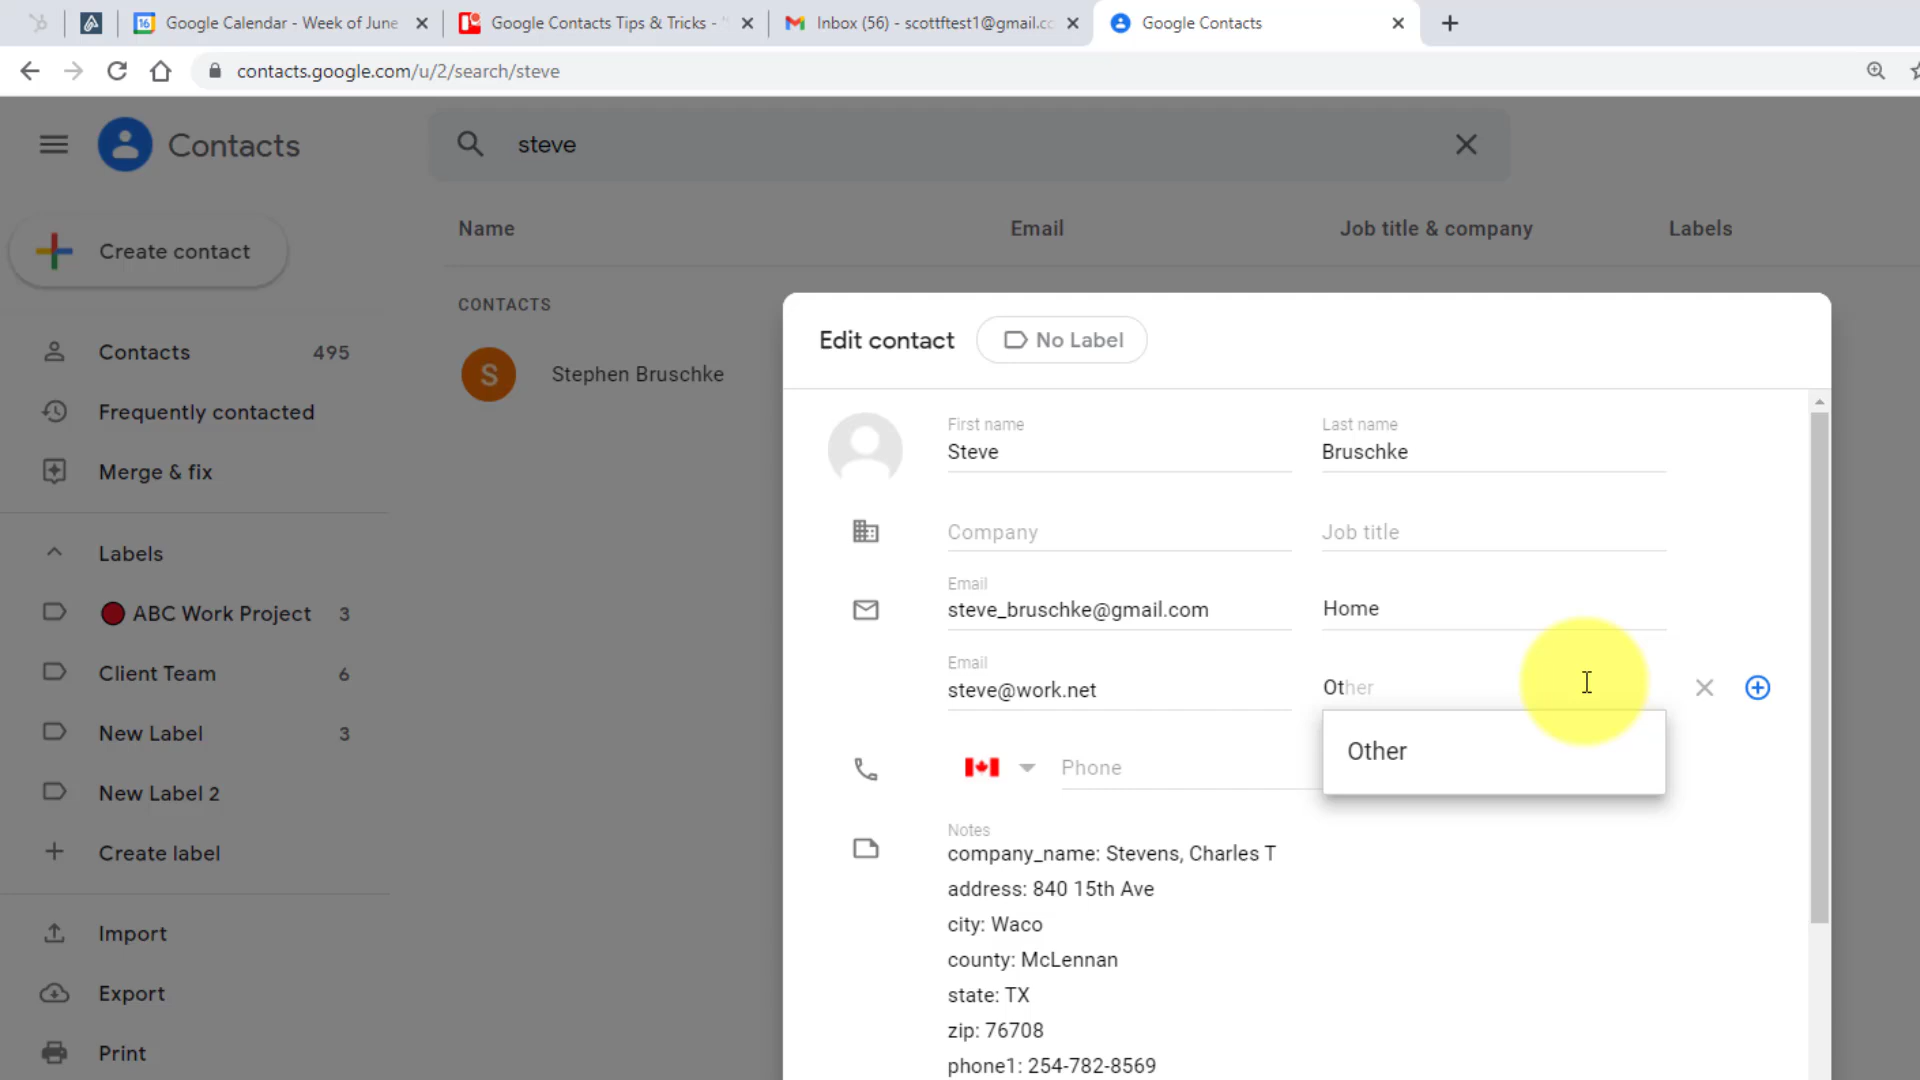 16 Google Calendar - Week of June
Google Contacts Tips & Tricks -
Inbox (56) - scottftest1@gmail.cc
Google Contacts
contacts.google.com/u/2/search/steve
Contacts
steve
Name Email Job title & company Labels
Create contact
CONTACTS
S Stephen Bruschke
Contacts 495
Frequently contacted
Merge & fix
Labels
ABC Work Project 3
Client Team 6
New Label 3
New Label 2
Create label
Import
Export
Print
Edit contact No Label
First name Last name
Steve Bruschke
Company Job title
Email
steve_bruschke@gmail.com Home
Email
steve@work.net Other
Other
Phone
Notes
company_name: Stevens, Charles T
address: 840 15th Ave
city: Waco
county: McLennan
state: TX
zip: 76708
phone1: 254-782-8569